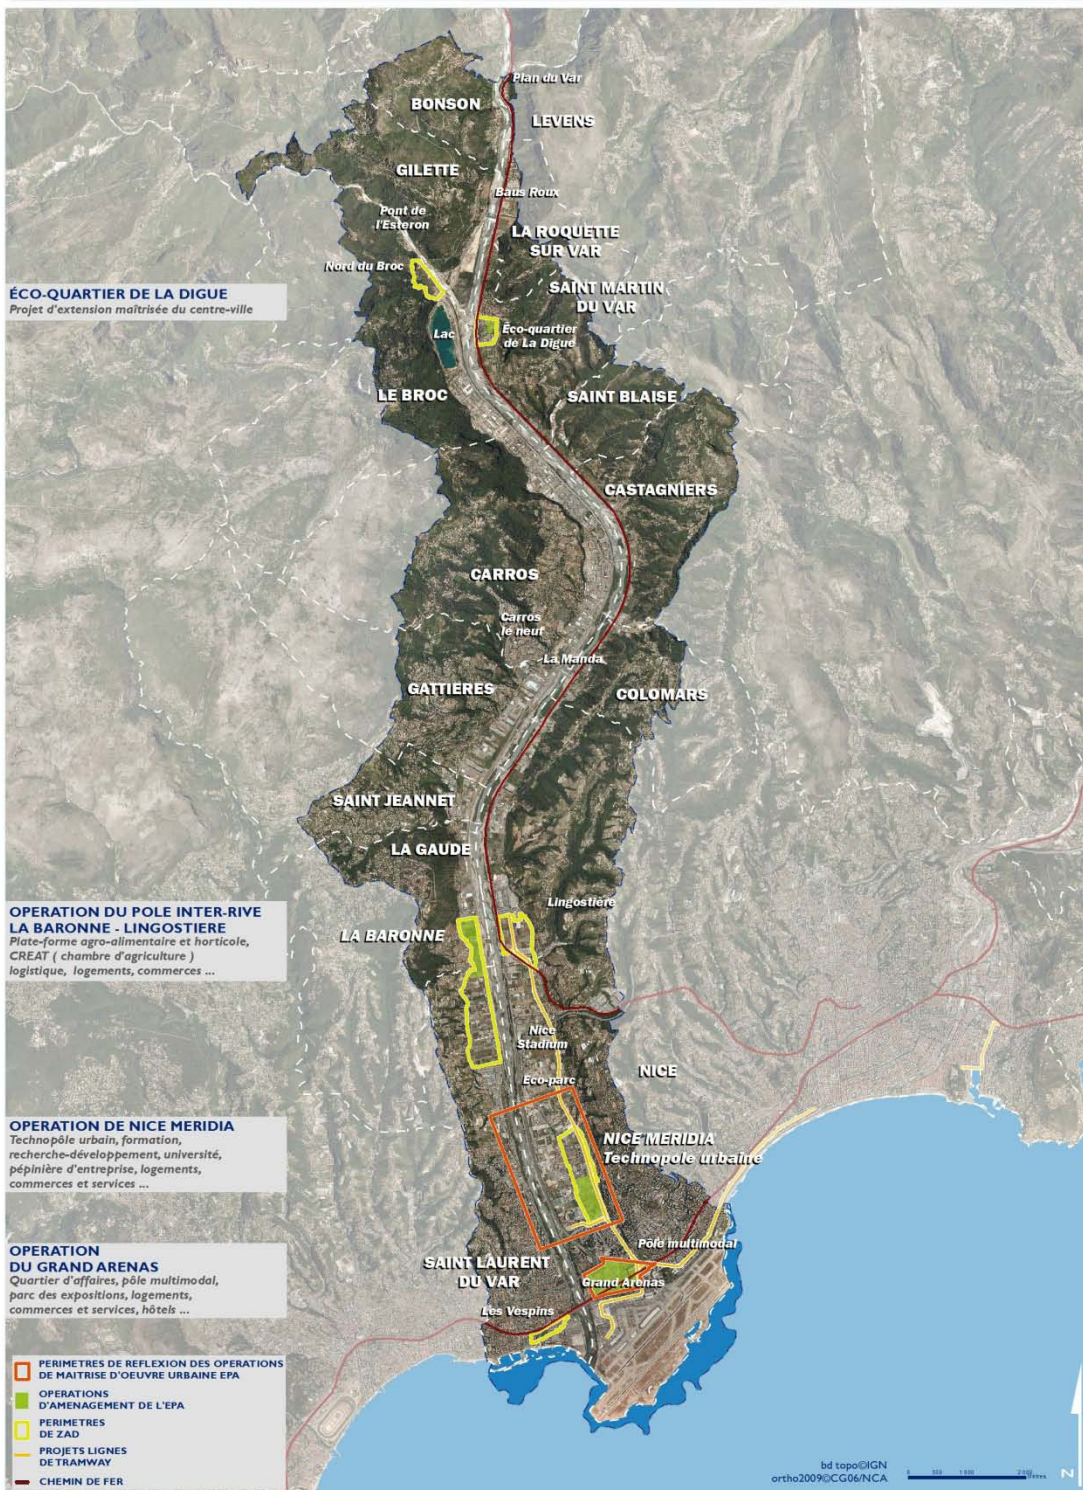 Plan du Var
BONSON
LEVENS
GILETTE
Baus Roux
Pont de
l'Esteron
LA ROQUETTE
SUR VAR
Nord du Broc
SAINT MARTIN
DU VAR
ÉCO-QUARTIER DE LA DIGUE
Projet d'extension maîtrisée du centre-ville
Lac
Éco-quartier
de La Digue
LE BROC
SAINT BLAISE
CASTAGNIERS
CARROS
Carros
le neuf
La Manda
GATTIERES
COLOMARS
SAINT JEANNET
LA GAUDE
OPERATION DU POLE INTER-RIVE
LA BARONNE - LINGOSTIERE
Plate-forme agro-alimentaire et horticole,
CREAT ( chambre d'agriculture )
logistique, logements, commerces ...
Lingostière
LA BARONNE
Nice
Stadium
Eco-parc
NICE
OPERATION DE NICE MERIDIA
Technopôle urbain, formation,
recherche-développement, université,
pépinière d'entreprise, logements,
commerces et services ...
NICE MERIDIA
Technopole urbaine
OPERATION
DU GRAND ARENAS
Quartier d'affaires, pôle multimodal,
parc des expositions, logements,
commerces et services, hôtels ...
Pôle multimodal
SAINT LAURENT
DU VAR
Grand Arenas
Les Vespins
PERIMETRES DE REFLEXION DES OPERATIONS
DE MAITRISE D'OEUVRE URBAINE EPA
OPERATIONS
D'AMENAGEMENT DE L'EPA
PERIMETRES
DE ZAD
PROJETS LIGNES
DE TRAMWAY
CHEMIN DE FER
bd topo©IGN
ortho2009©CG06/NCA
0 500 1 000 2 000
Mètres
N